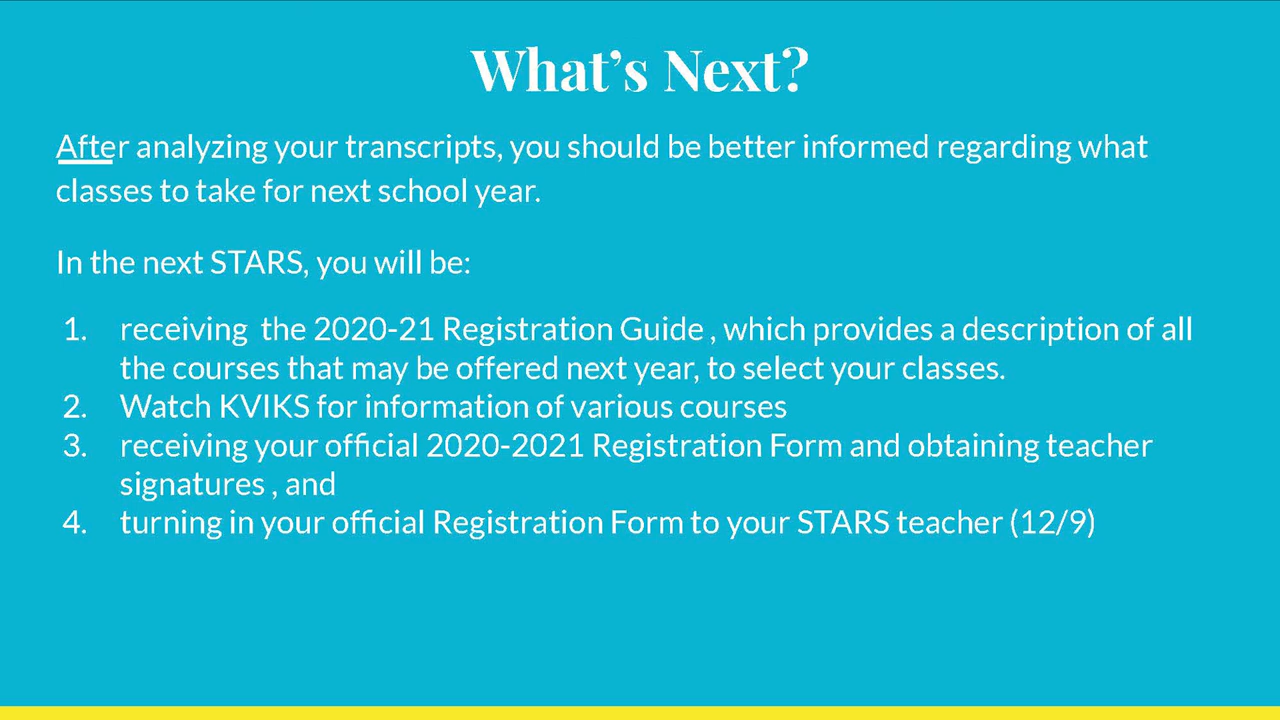 What’s Next?
After analyzing your transcripts, you should be better informed regarding what
classes to take for next school year.
In the next STARS, you will be:
1. receiving  the 2020-21 Registration Guide , which provides a description of all
the courses that may be offered next year, to select your classes.
2. Watch KVIKS for information of various courses
3. receiving your official 2020-2021 Registration Form and obtaining teacher
signatures , and
4. turning in your official Registration Form to your STARS teacher (12/9)